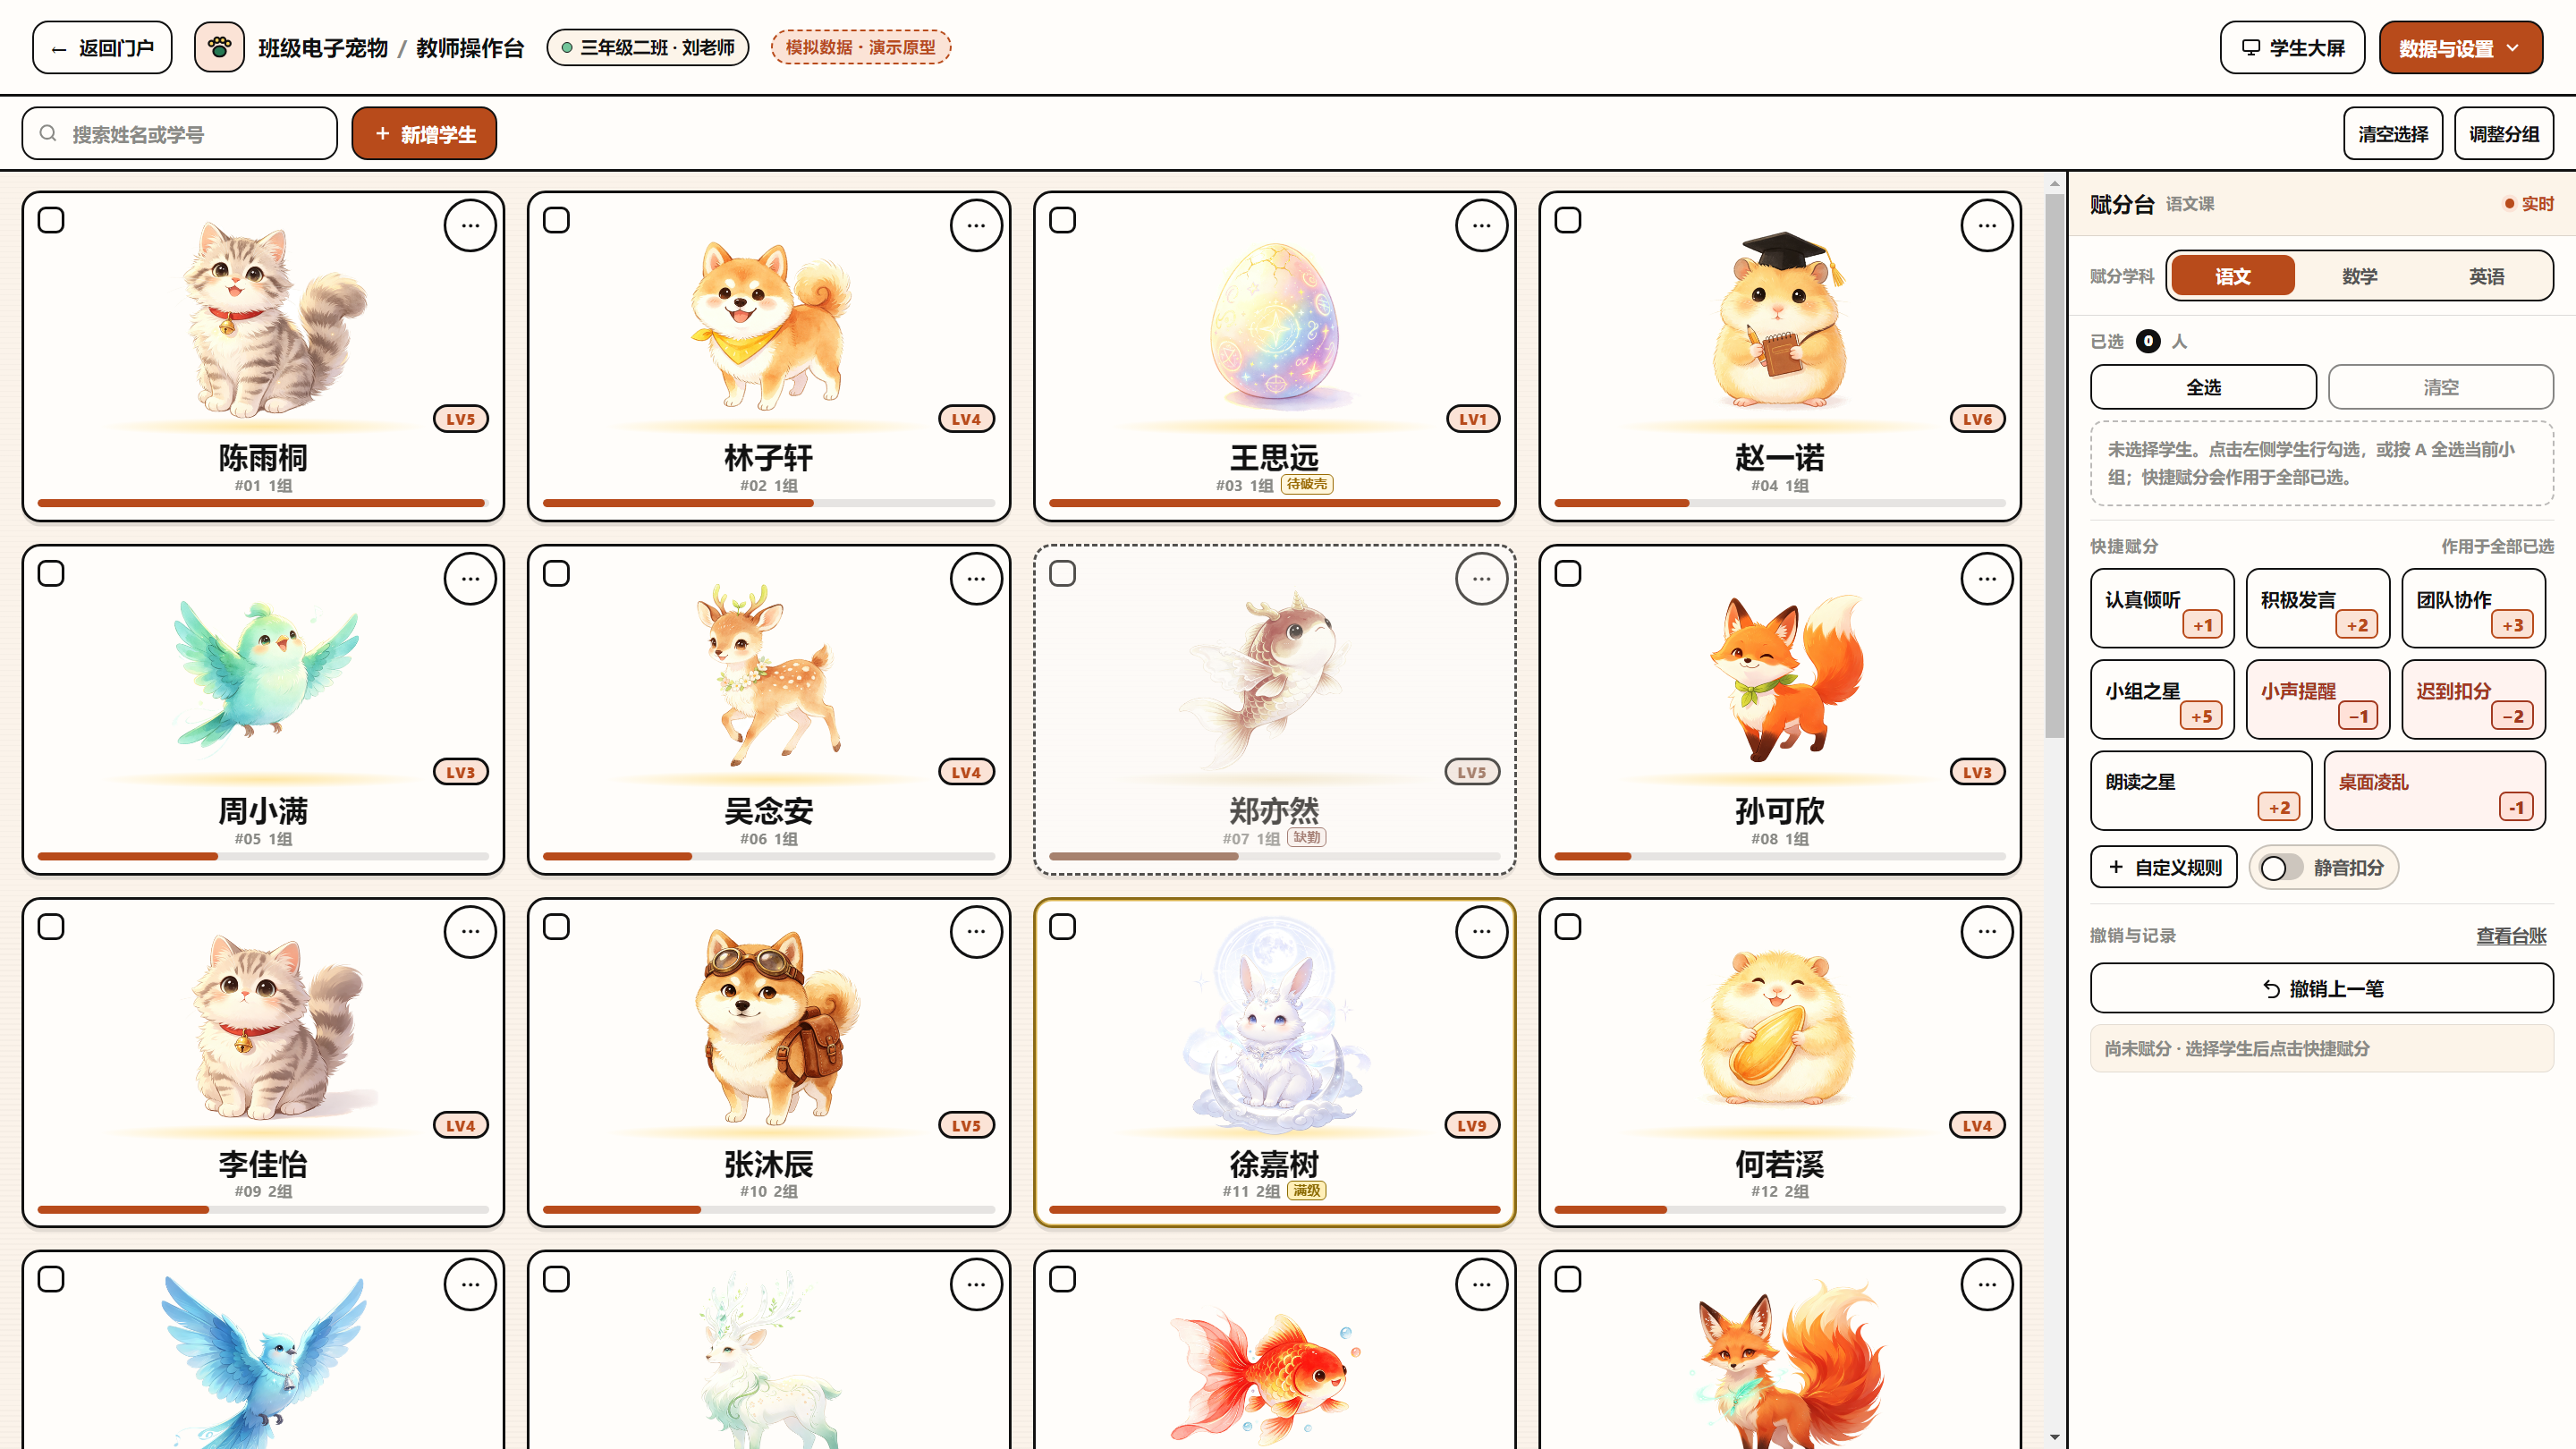 ← 返回门户
班级电子宠物 / 教师操作台
三年级二班 · 刘老师
模拟数据 · 演示原型
学生大屏
数据与设置
搜索姓名或学号
+ 新增学生
清空选择
调整分组
LV5
陈雨桐
#01 1组
LV4
林子轩
#02 1组
LV1
王思远
#03 1组 待破壳
LV6
赵一诺
#04 1组
LV3
周小满
#05 1组
LV4
吴念安
#06 1组
LV5
郑亦然
#07 1组 缺勤
LV3
孙可欣
#08 1组
LV4
李佳怡
#09 2组
LV5
张沐辰
#10 2组
LV9
徐嘉树
#11 2组 满级
LV4
何若溪
#12 2组
赋分台 语文课
实时
赋分学科
语文
数学
英语
已选 0 人
全选
清空
未选择学生。点击左侧学生行勾选，或按 A 全选当前小
组；快捷赋分会作用于全部已选。
快捷赋分
作用于全部已选
认真倾听
+1
积极发言
+2
团队协作
+3
小组之星
+5
小声提醒
−1
迟到扣分
−2
朗读之星
+2
桌面凌乱
-1
+ 自定义规则
静音扣分
撤销与记录
查看台账
撤销上一笔
尚未赋分 · 选择学生后点击快捷赋分